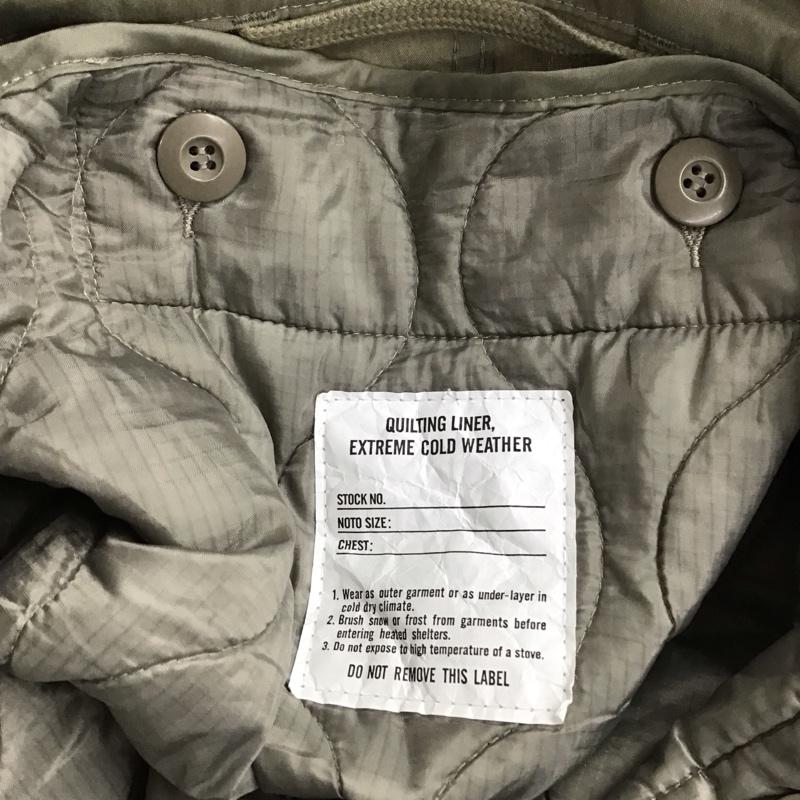 QUILTING LINER,
EXTREME COLD WEATHER
STOCK NO.
NOTO SIZE:
CHEST:
1. Wear as outer garment or as under-layer in
cold dry climate.
2. Brush snow or frost from garments before
entering heated shelters.
3. Do not expose to high temperature of a stove.
DO NOT REMOVE THIS LABEL